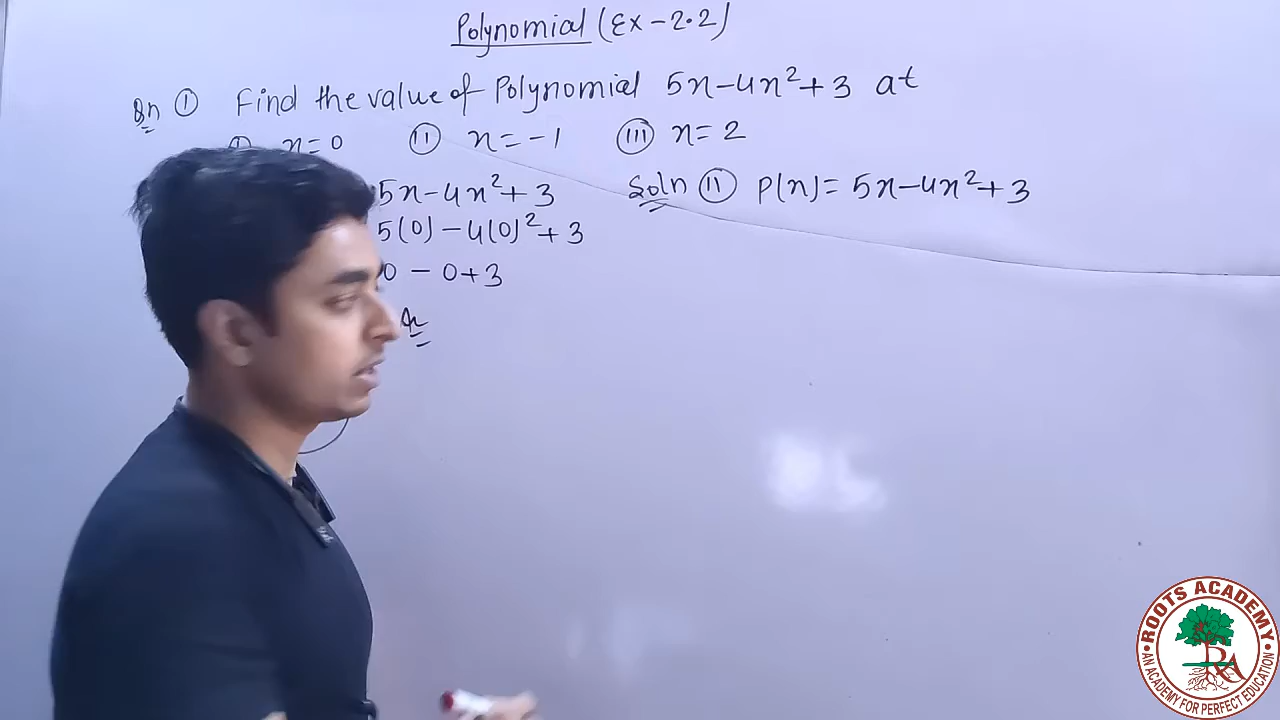 Polynomial (Ex-2.2)
Qn ① Find the value of Polynomial 5x-4x²+3 at
Ⓘ x=0 Ⓘⓘ x=-1 Ⓘⓘⓘ x=2
5x-4x²+3
5(0)-4(0)²+3
0-0+3
Soln Ⓘⓘ P(x)=5x-4x²+3
ROOTS ACADEMY
RA
AN ACADEMY FOR PERFECT EDUCATION